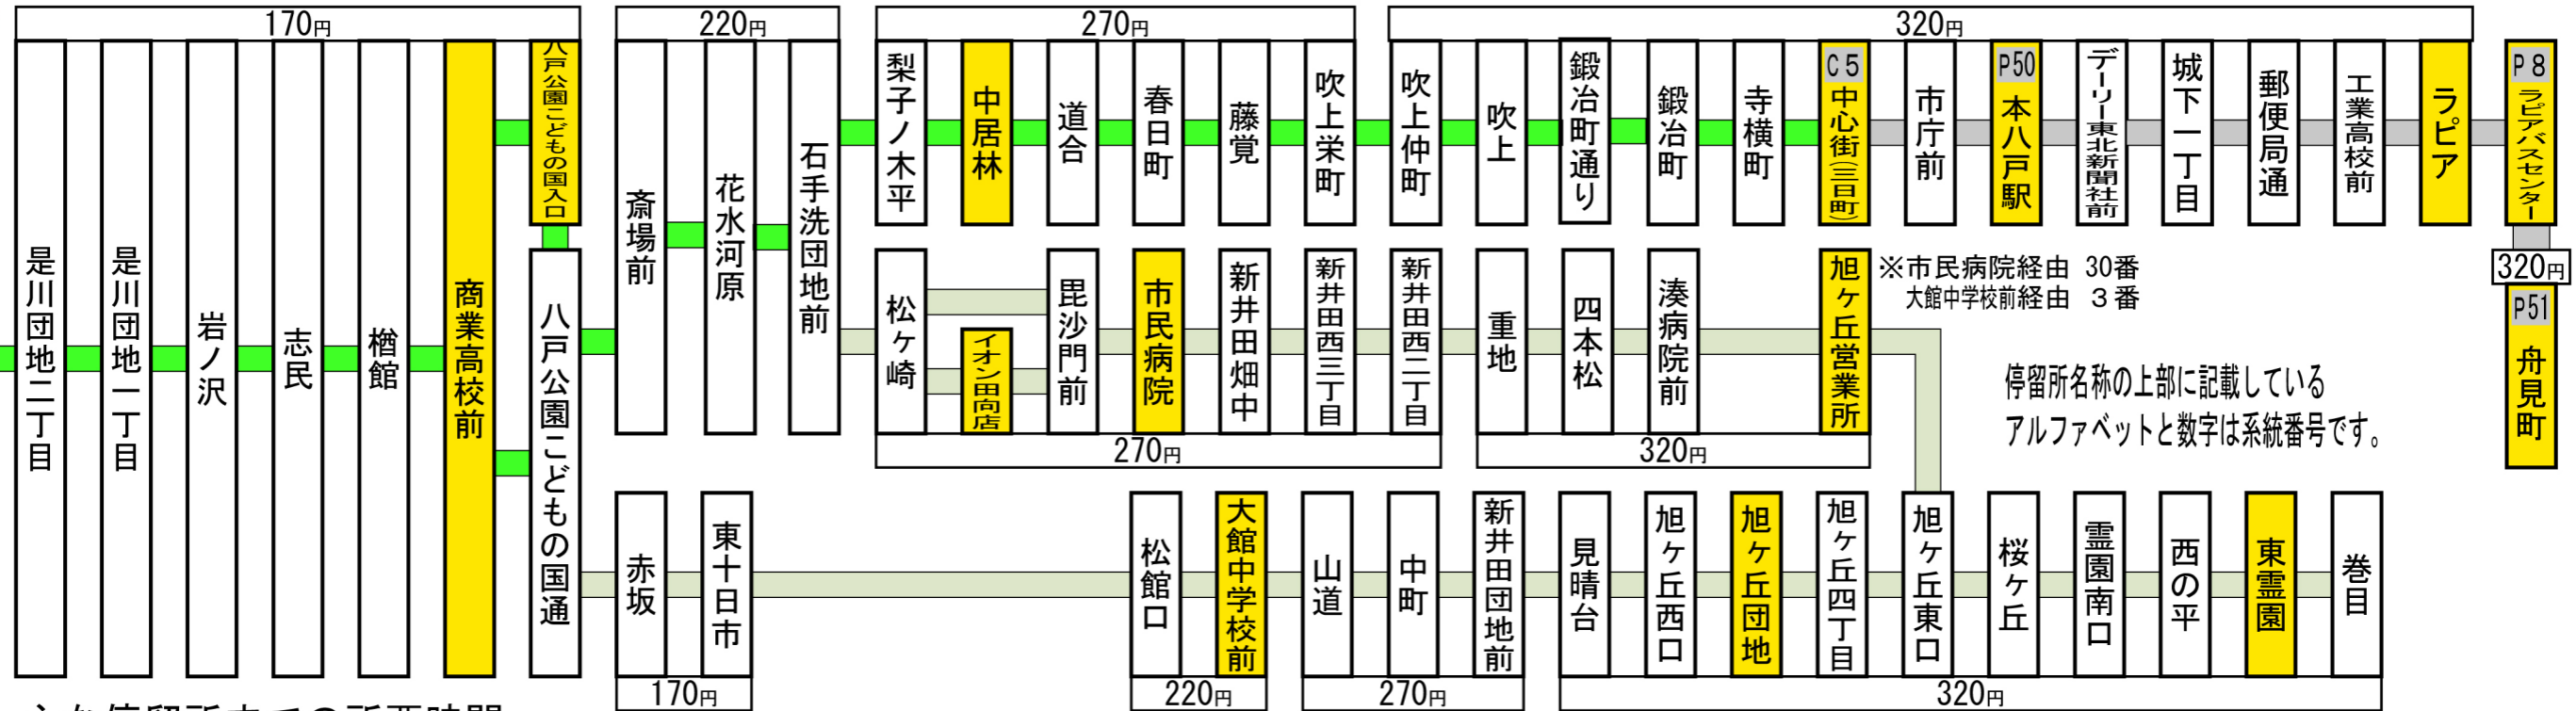 170円
220円
270円
320円
是川団地二丁目
是川団地一丁目
岩ノ沢
志民
楢館
商業高校前
八戸公園こどもの国入口
八戸公園こどもの国通
斎場前
花水河原
石手洗団地前
梨子ノ木平
中居林
道合
春日町
藤覚
吹上栄町
吹上仲町
吹上
鍛冶町通り
鍛冶町
寺横町
C5
中心街(三日町)
市庁前
P50
本八戸駅
デーリー東北新聞社前
城下一丁目
郵便局通
工業高校前
ラピア
P8
ラピアバスセンター
320円
P51
舟見町
松ヶ崎
イオン田向店
毘沙門前
市民病院
新井田畑中
新井田西三丁目
新井田西二丁目
重地
四本松
湊病院前
旭ヶ丘営業所
270円
320円
※市民病院経由 30番
大館中学校前経由 3番
停留所名称の上部に記載している
アルファベットと数字は系統番号です。
赤坂
東十日市
松館口
大館中学校前
山道
中町
新井田団地前
見晴台
旭ヶ丘西口
旭ヶ丘団地
旭ヶ丘四丁目
旭ヶ丘東口
桜ヶ丘
霊園南口
西の平
東霊園
巻目
170円
220円
270円
320円